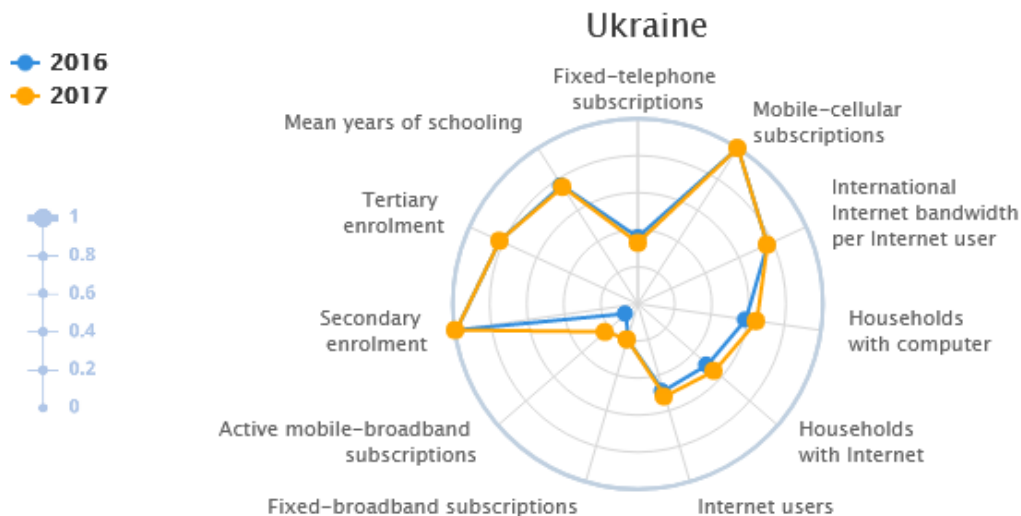 Ukraine
2016
2017
Fixed-telephone
subscriptions
Mobile-cellular
subscriptions
International
Internet bandwidth
per Internet user
Households
with computer
Households
with Internet
Internet users
Fixed-broadband subscriptions
Active mobile-broadband
subscriptions
Secondary
enrolment
Tertiary
enrolment
Mean years of schooling
1
0.8
0.6
0.4
0.2
0